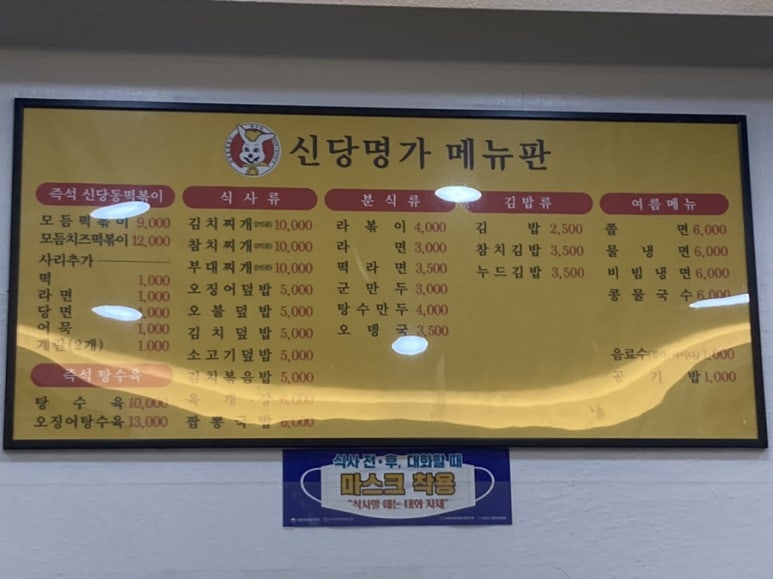 신당명가 메뉴판
즉석 신당동떡볶이
모듬떡볶이 9,000
모듬치즈떡볶이 12,000
사리추가
떡 1,000
라면 1,000
당면 1,000
어묵 1,000
계란(2개) 1,000
즉석 탕수육
탕수육 10,000
오징어탕수육 13,000
식사류
김치찌개 10,000
참치찌개 10,000
부대찌개 10,000
오징어덮밥 5,000
오불덮밥 5,000
김치덮밥 5,000
소고기덮밥 5,000
김치볶음밥 5,000
육개장 6,000
짬뽕국밥 6,000
분식류
라볶이 4,000
라면 3,000
떡라면 3,500
군만두 3,000
탕수만두 4,000
오뎅국 3,500
김밥류
김밥 2,500
참치김밥 3,500
누드김밥 3,500
여름메뉴
쫄면 6,000
물냉면 6,000
비빔냉면 6,000
콩물국수 6,000
음료수 1,000
공기밥 1,000
식사 전·후, 대화할 때
마스크 착용
"식사할 때는 대화 자제"